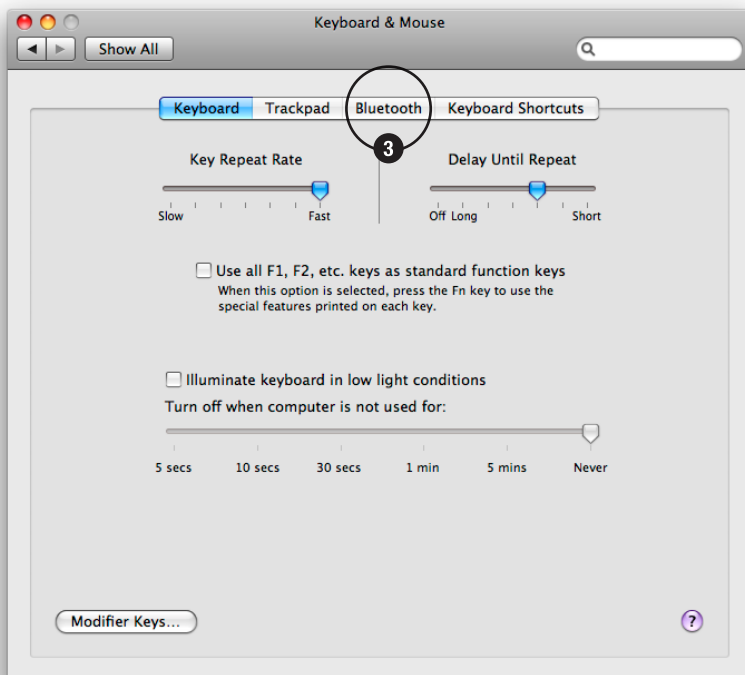 Keyboard & Mouse
Show All
Keyboard Trackpad Bluetooth Keyboard Shortcuts
3
Key Repeat Rate Delay Until Repeat
Slow Fast Off Long Short
Use all F1, F2, etc. keys as standard function keys
When this option is selected, press the Fn key to use the
special features printed on each key.
Illuminate keyboard in low light conditions
Turn off when computer is not used for:
5 secs 10 secs 30 secs 1 min 5 mins Never
Modifier Keys... ?